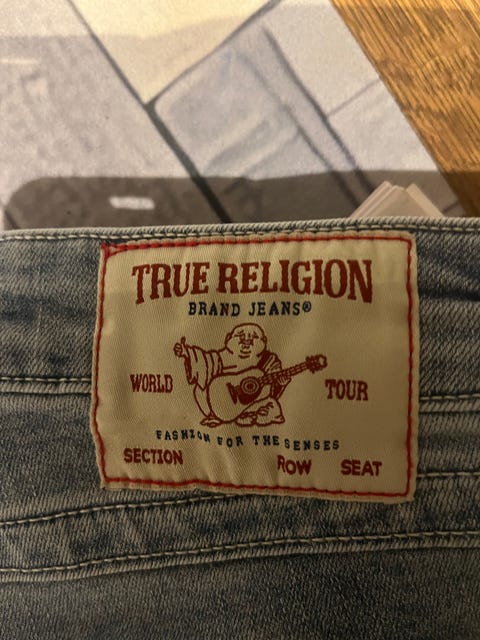 TRUE RELIGION
BRAND JEANS®
WORLD TOUR
FASHION FOR THE SENSES
SECTION ROW SEAT